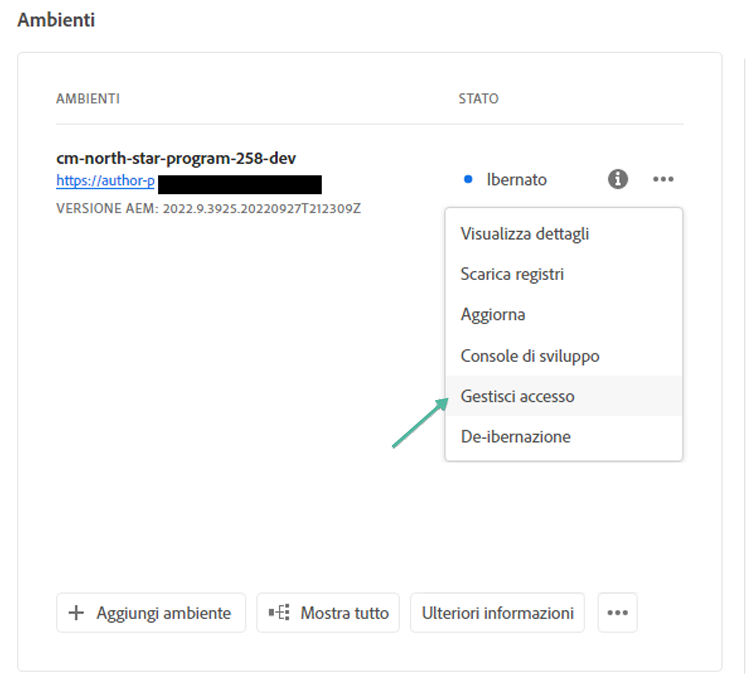 Ambienti
AMBIENTI STATO
cm-north-star-program-258-dev
https://author-p
Ibernato
VERSIONE AEM: 2022.9.3925.20220927T212309Z
Visualizza dettagli
Scarica registri
Aggiorna
Console di sviluppo
Gestisci accesso
De-ibernazione
Aggiungi ambiente Mostra tutto Ulteriori informazioni